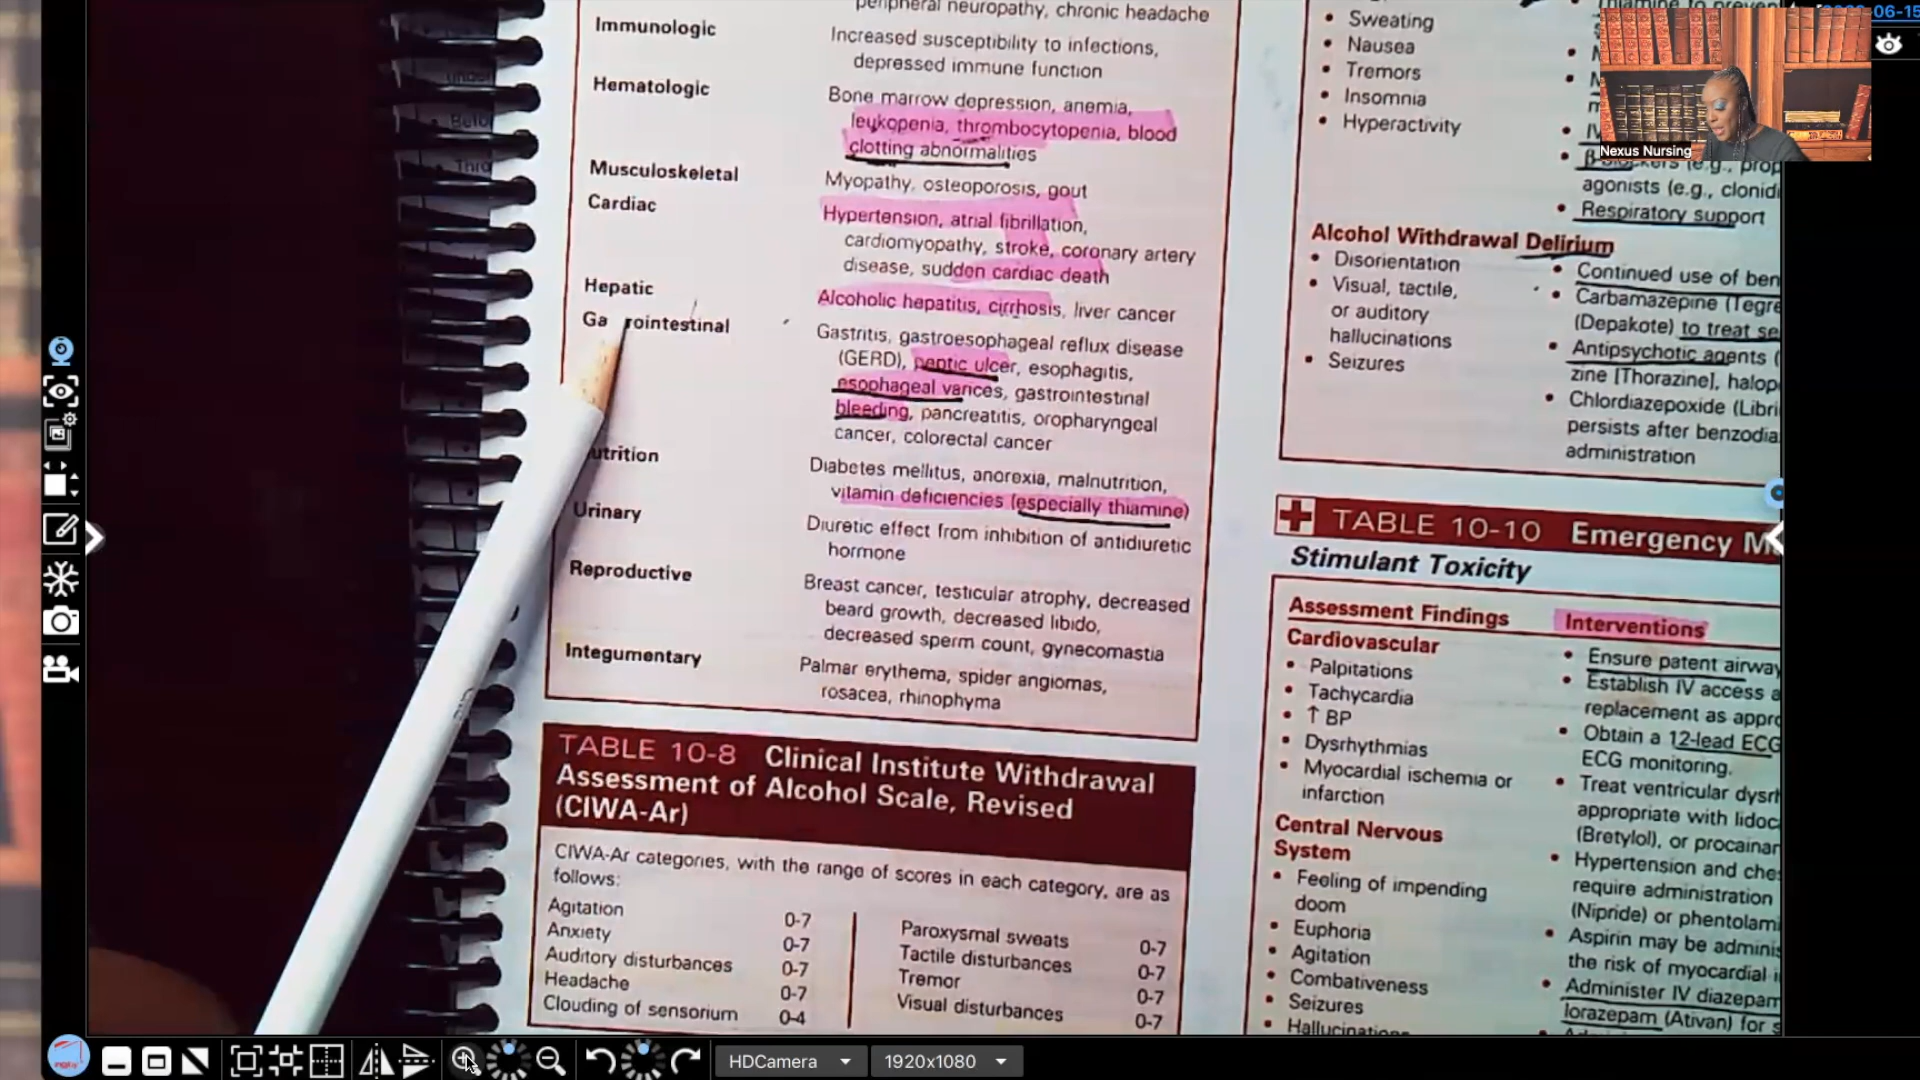 peripheral neuropathy, chronic headache
Immunologic
Increased susceptibility to infections,
depressed immune function
Hematologic
Bone marrow depression, anemia,
leukopenia, thrombocytopenia, blood
clotting abnormalities
Musculoskeletal
Myopathy, osteoporosis, gout
Cardiac
Hypertension, atrial fibrillation,
cardiomyopathy, stroke, coronary artery
disease, sudden cardiac death
Hepatic
Alcoholic hepatitis, cirrhosis, liver cancer
Ga rointestinal
Gastritis, gastroesophageal reflux disease
(GERD), peptic ulcer, esophagitis,
esophageal varices, gastrointestinal
bleeding, pancreatitis, oropharyngeal
cancer, colorectal cancer
utrition
Diabetes mellitus, anorexia, malnutrition,
vitamin deficiencies (especially thiamine)
Urinary
Diuretic effect from inhibition of antidiuretic
hormone
Reproductive
Breast cancer, testicular atrophy, decreased
beard growth, decreased libido,
decreased sperm count, gynecomastia
Integumentary
Palmar erythema, spider angiomas,
rosacea, rhinophyma
TABLE 10-8 Clinical Institute Withdrawal
Assessment of Alcohol Scale, Revised
(CIWA-Ar)
CIWA-Ar categories, with the range of scores in each category, are as
follows:
Agitation 0-7
Anxiety 0-7
Auditory disturbances 0-7
Headache 0-7
Clouding of sensorium 0-4
Paroxysmal sweats 0-7
Tactile disturbances 0-7
Tremor 0-7
Visual disturbances 0-7
• Sweating
• Nausea
• Tremors
• Insomnia
• Hyperactivity
agonists (e.g., clonidi
• Respiratory support
Alcohol Withdrawal Delirium
• Disorientation
• Visual, tactile,
or auditory
hallucinations
• Seizures
• Continued use of ben
• Carbamazepine (Tegre
(Depakote) to treat se
• Antipsychotic agents (
zine [Thorazine], halop
• Chlordiazepoxide (Libri
persists after benzodia
administration
TABLE 10-10 Emergency M
Stimulant Toxicity
Assessment Findings
Cardiovascular
• Palpitations
• Tachycardia
• ↑ BP
• Dysrhythmias
• Myocardial ischemia or
infarction
Central Nervous
System
• Feeling of impending
doom
• Euphoria
• Agitation
• Combativeness
• Seizures
• Hallucinations
Interventions
• Ensure patent airway
• Establish IV access a
replacement as appro
• Obtain a 12-lead ECG
ECG monitoring.
• Treat ventricular dysrh
appropriate with lidoc
(Bretylol), or procainar
• Hypertension and ches
require administration
(Nipride) or phentolami
• Aspirin may be adminis
the risk of myocardial i
• Administer IV diazepam
lorazepam (Ativan) for s
Nexus Nursing
HDCamera
1920x1080